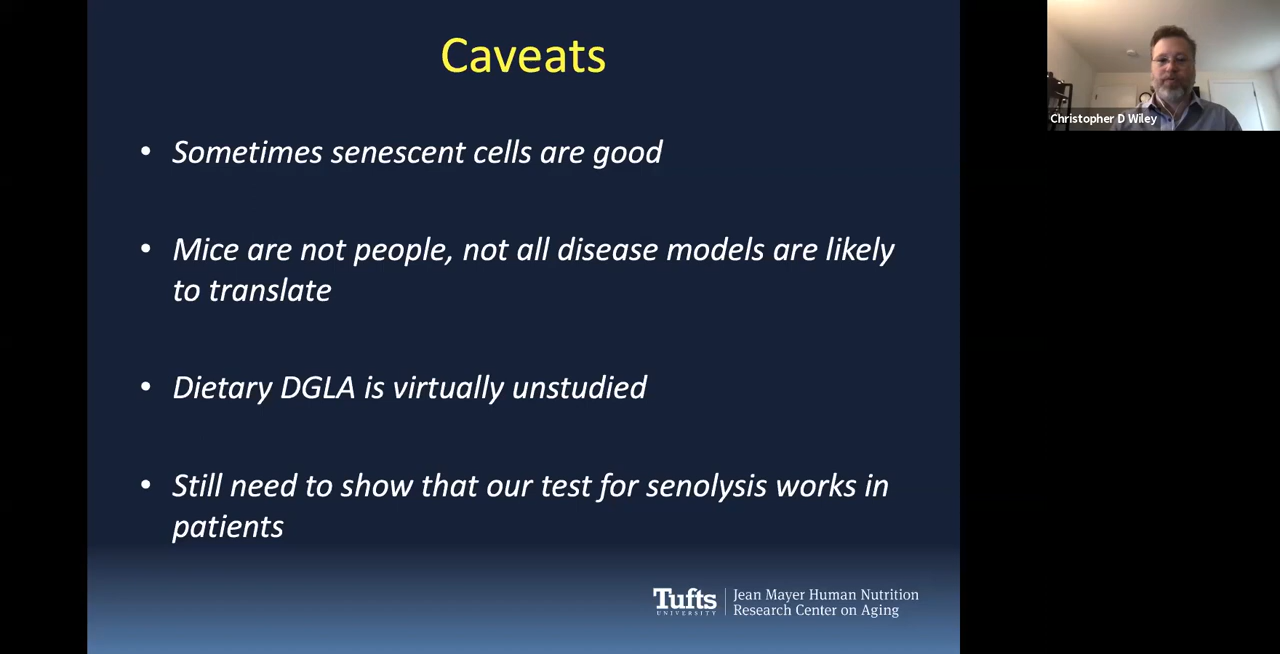 Caveats
• Sometimes senescent cells are good
• Mice are not people, not all disease models are likely
to translate
• Dietary DGLA is virtually unstudied
• Still need to show that our test for senolysis works in
patients
Tufts
UNIVERSITY
Jean Mayer Human Nutrition
Research Center on Aging
Christopher D Wiley